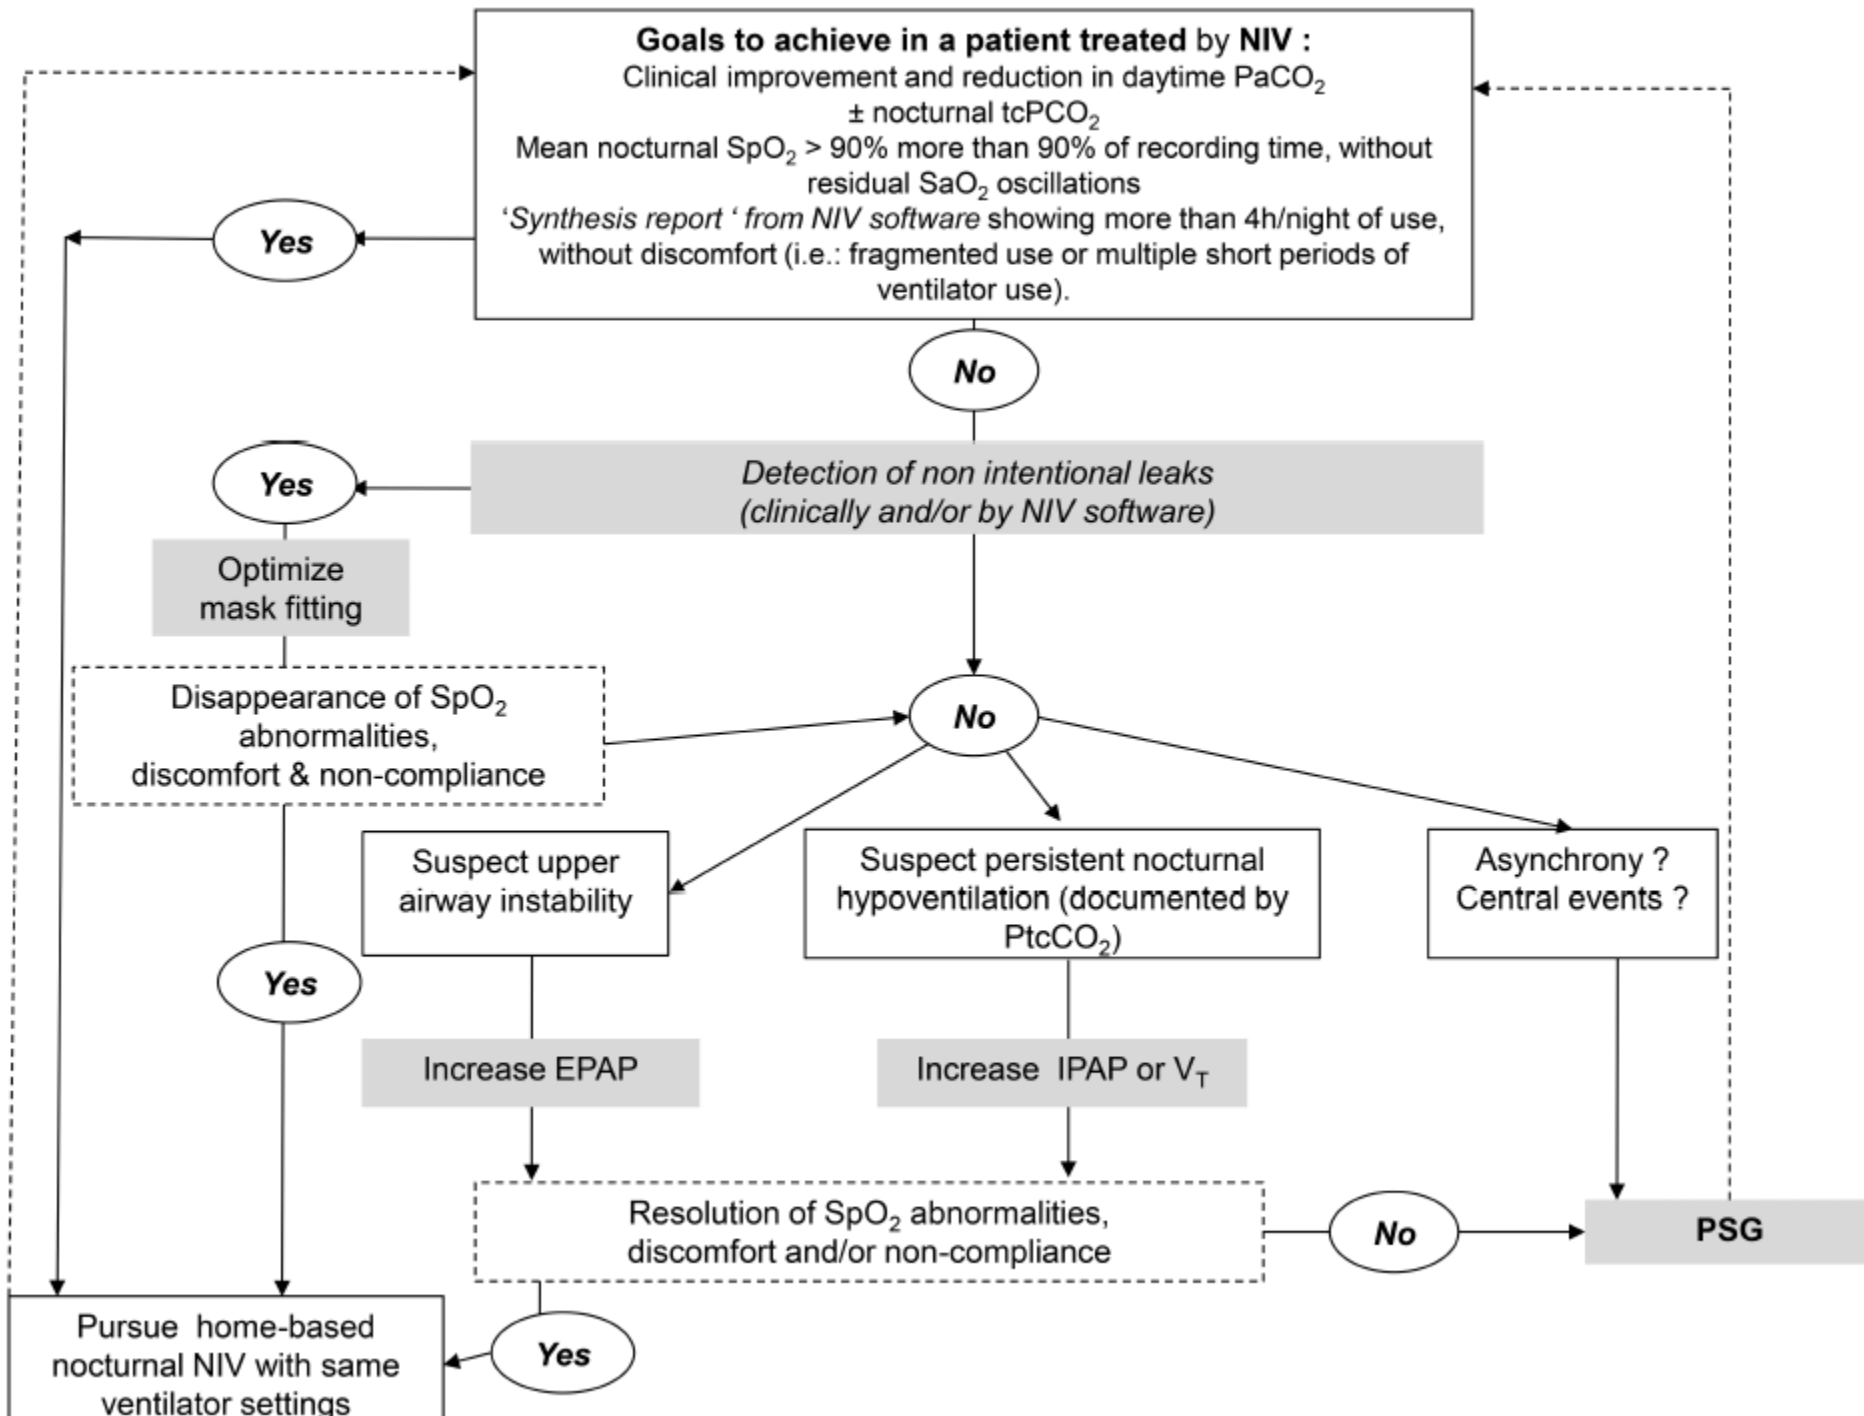 Goals to achieve in a patient treated by NIV :
Clinical improvement and reduction in daytime PaCO2
± nocturnal tcPCO2
Mean nocturnal SpO2 > 90% more than 90% of recording time, without
residual SaO2 oscillations
‘Synthesis report ‘ from NIV software showing more than 4h/night of use,
without discomfort (i.e.: fragmented use or multiple short periods of
ventilator use).
Yes
No
Detection of non intentional leaks
(clinically and/or by NIV software)
Yes
Optimize
mask fitting
Disappearance of SpO2
abnormalities,
discomfort & non-compliance
No
Suspect upper
airway instability
Suspect persistent nocturnal
hypoventilation (documented by
PtcCO2)
Asynchrony ?
Central events ?
Yes
Increase EPAP
Increase IPAP or VT
Resolution of SpO2 abnormalities,
discomfort and/or non-compliance
No
PSG
Yes
Pursue home-based
nocturnal NIV with same
ventilator settings